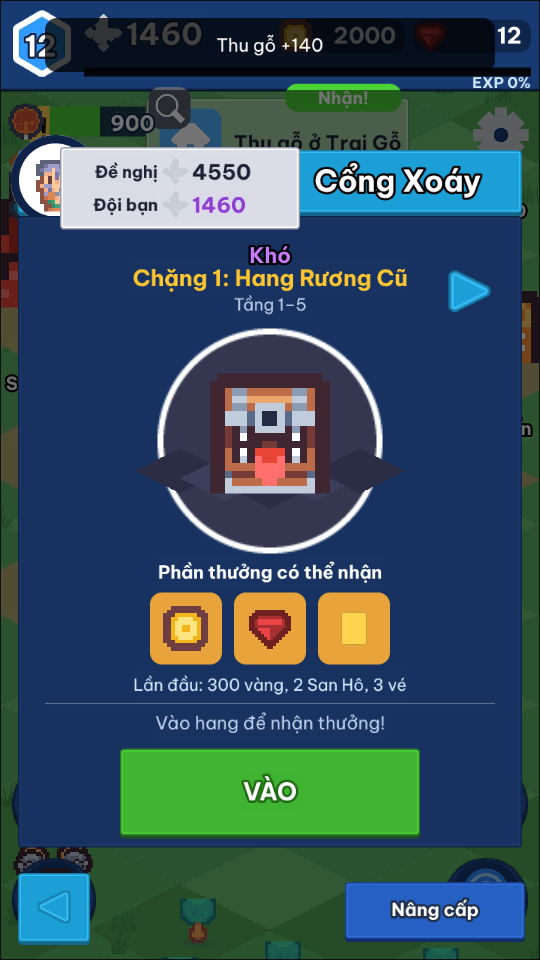 12
1460
Thu gỗ +140
2000
12
EXP 0%
900
Nhận!
Thu gỗ ở Trại Gỗ
Đề nghị 4550
Đội bạn 1460
Cổng Xoáy
Khó
Chặng 1: Hang Rương Cũ
Tầng 1-5
Phần thưởng có thể nhận
Lần đầu: 300 vàng, 2 San Hô, 3 vé
Vào hang để nhận thưởng!
VÀO
Nâng cấp